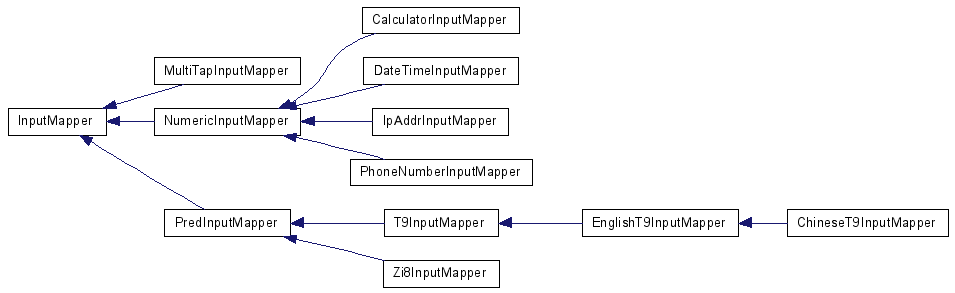 CalculatorInputMapper
MultiTapInputMapper
DateTimeInputMapper
InputMapper
NumericInputMapper
IpAddrInputMapper
PhoneNumberInputMapper
PredInputMapper
T9InputMapper
EnglishT9InputMapper
ChineseT9InputMapper
Zi8InputMapper